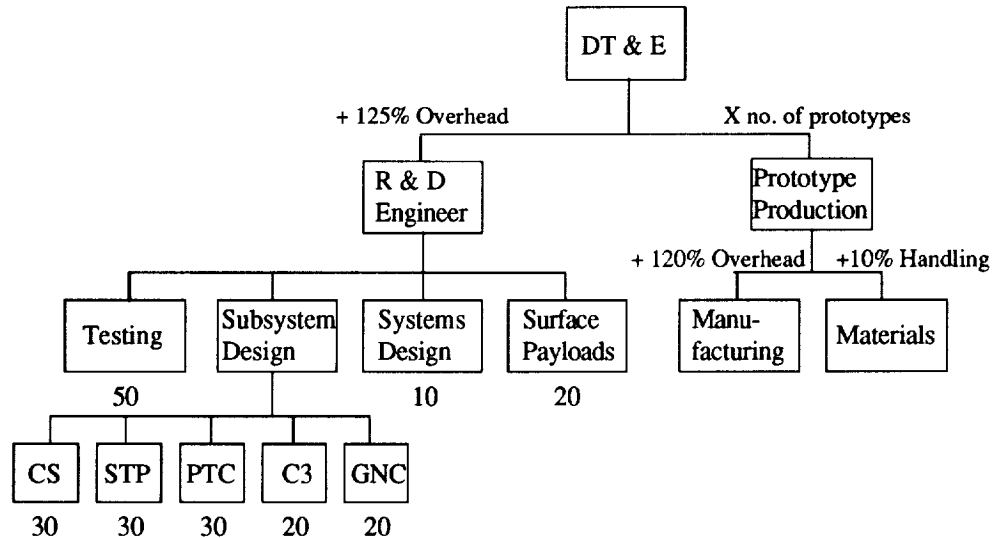 DT & E
+ 125% Overhead
X no. of prototypes
R & D
Engineer
Prototype
Production
+ 120% Overhead
+10% Handling
Testing
Subsystem
Design
Systems
Design
Surface
Payloads
Manu-
facturing
Materials
50
10
20
CS
STP
PTC
C3
GNC
30
30
30
20
20